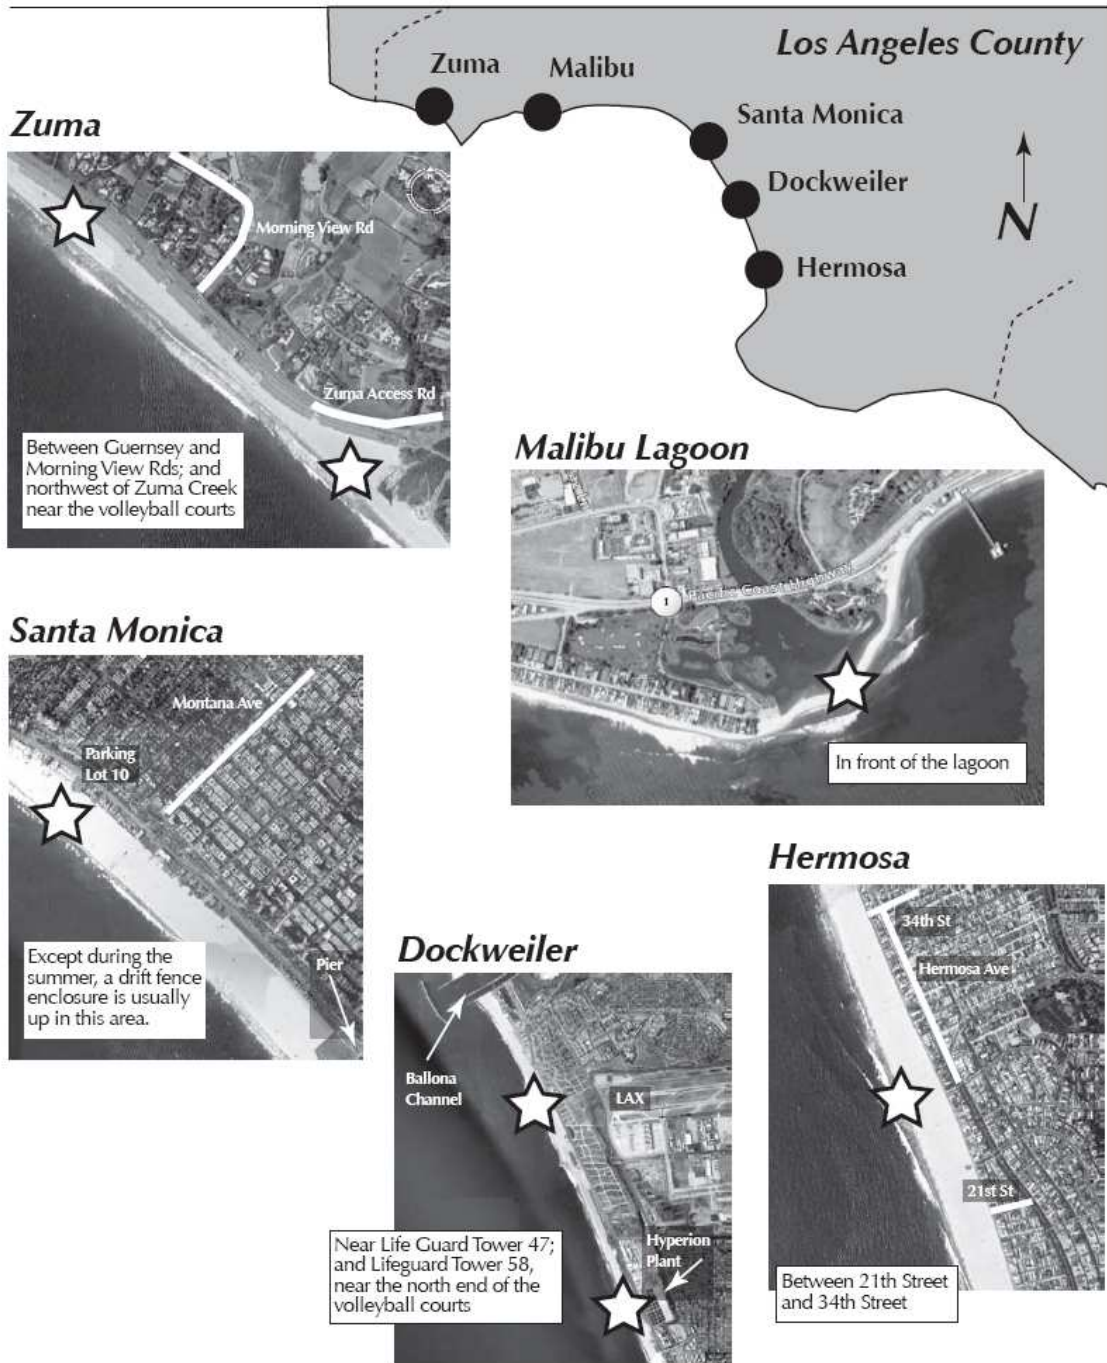 Los Angeles County
Zuma
Malibu
Santa Monica
Dockweiler
Hermosa
N
Zuma
Morning View Rd
Zuma Access Rd
Between Guernsey and
Morning View Rds; and
northwest of Zuma Creek
near the volleyball courts
Malibu Lagoon
1
Pacific Coast Highway
In front of the lagoon
Santa Monica
Montana Ave
Parking
Lot 10
Except during the
summer, a drift fence
enclosure is usually
up in this area.
Pier
Dockweiler
Ballona
Channel
LAX
Hyperion
Plant
Near Life Guard Tower 47;
and Lifeguard Tower 58,
near the north end of the
volleyball courts
Hermosa
34th St
Hermosa Ave
21st St
Between 21th Street
and 34th Street